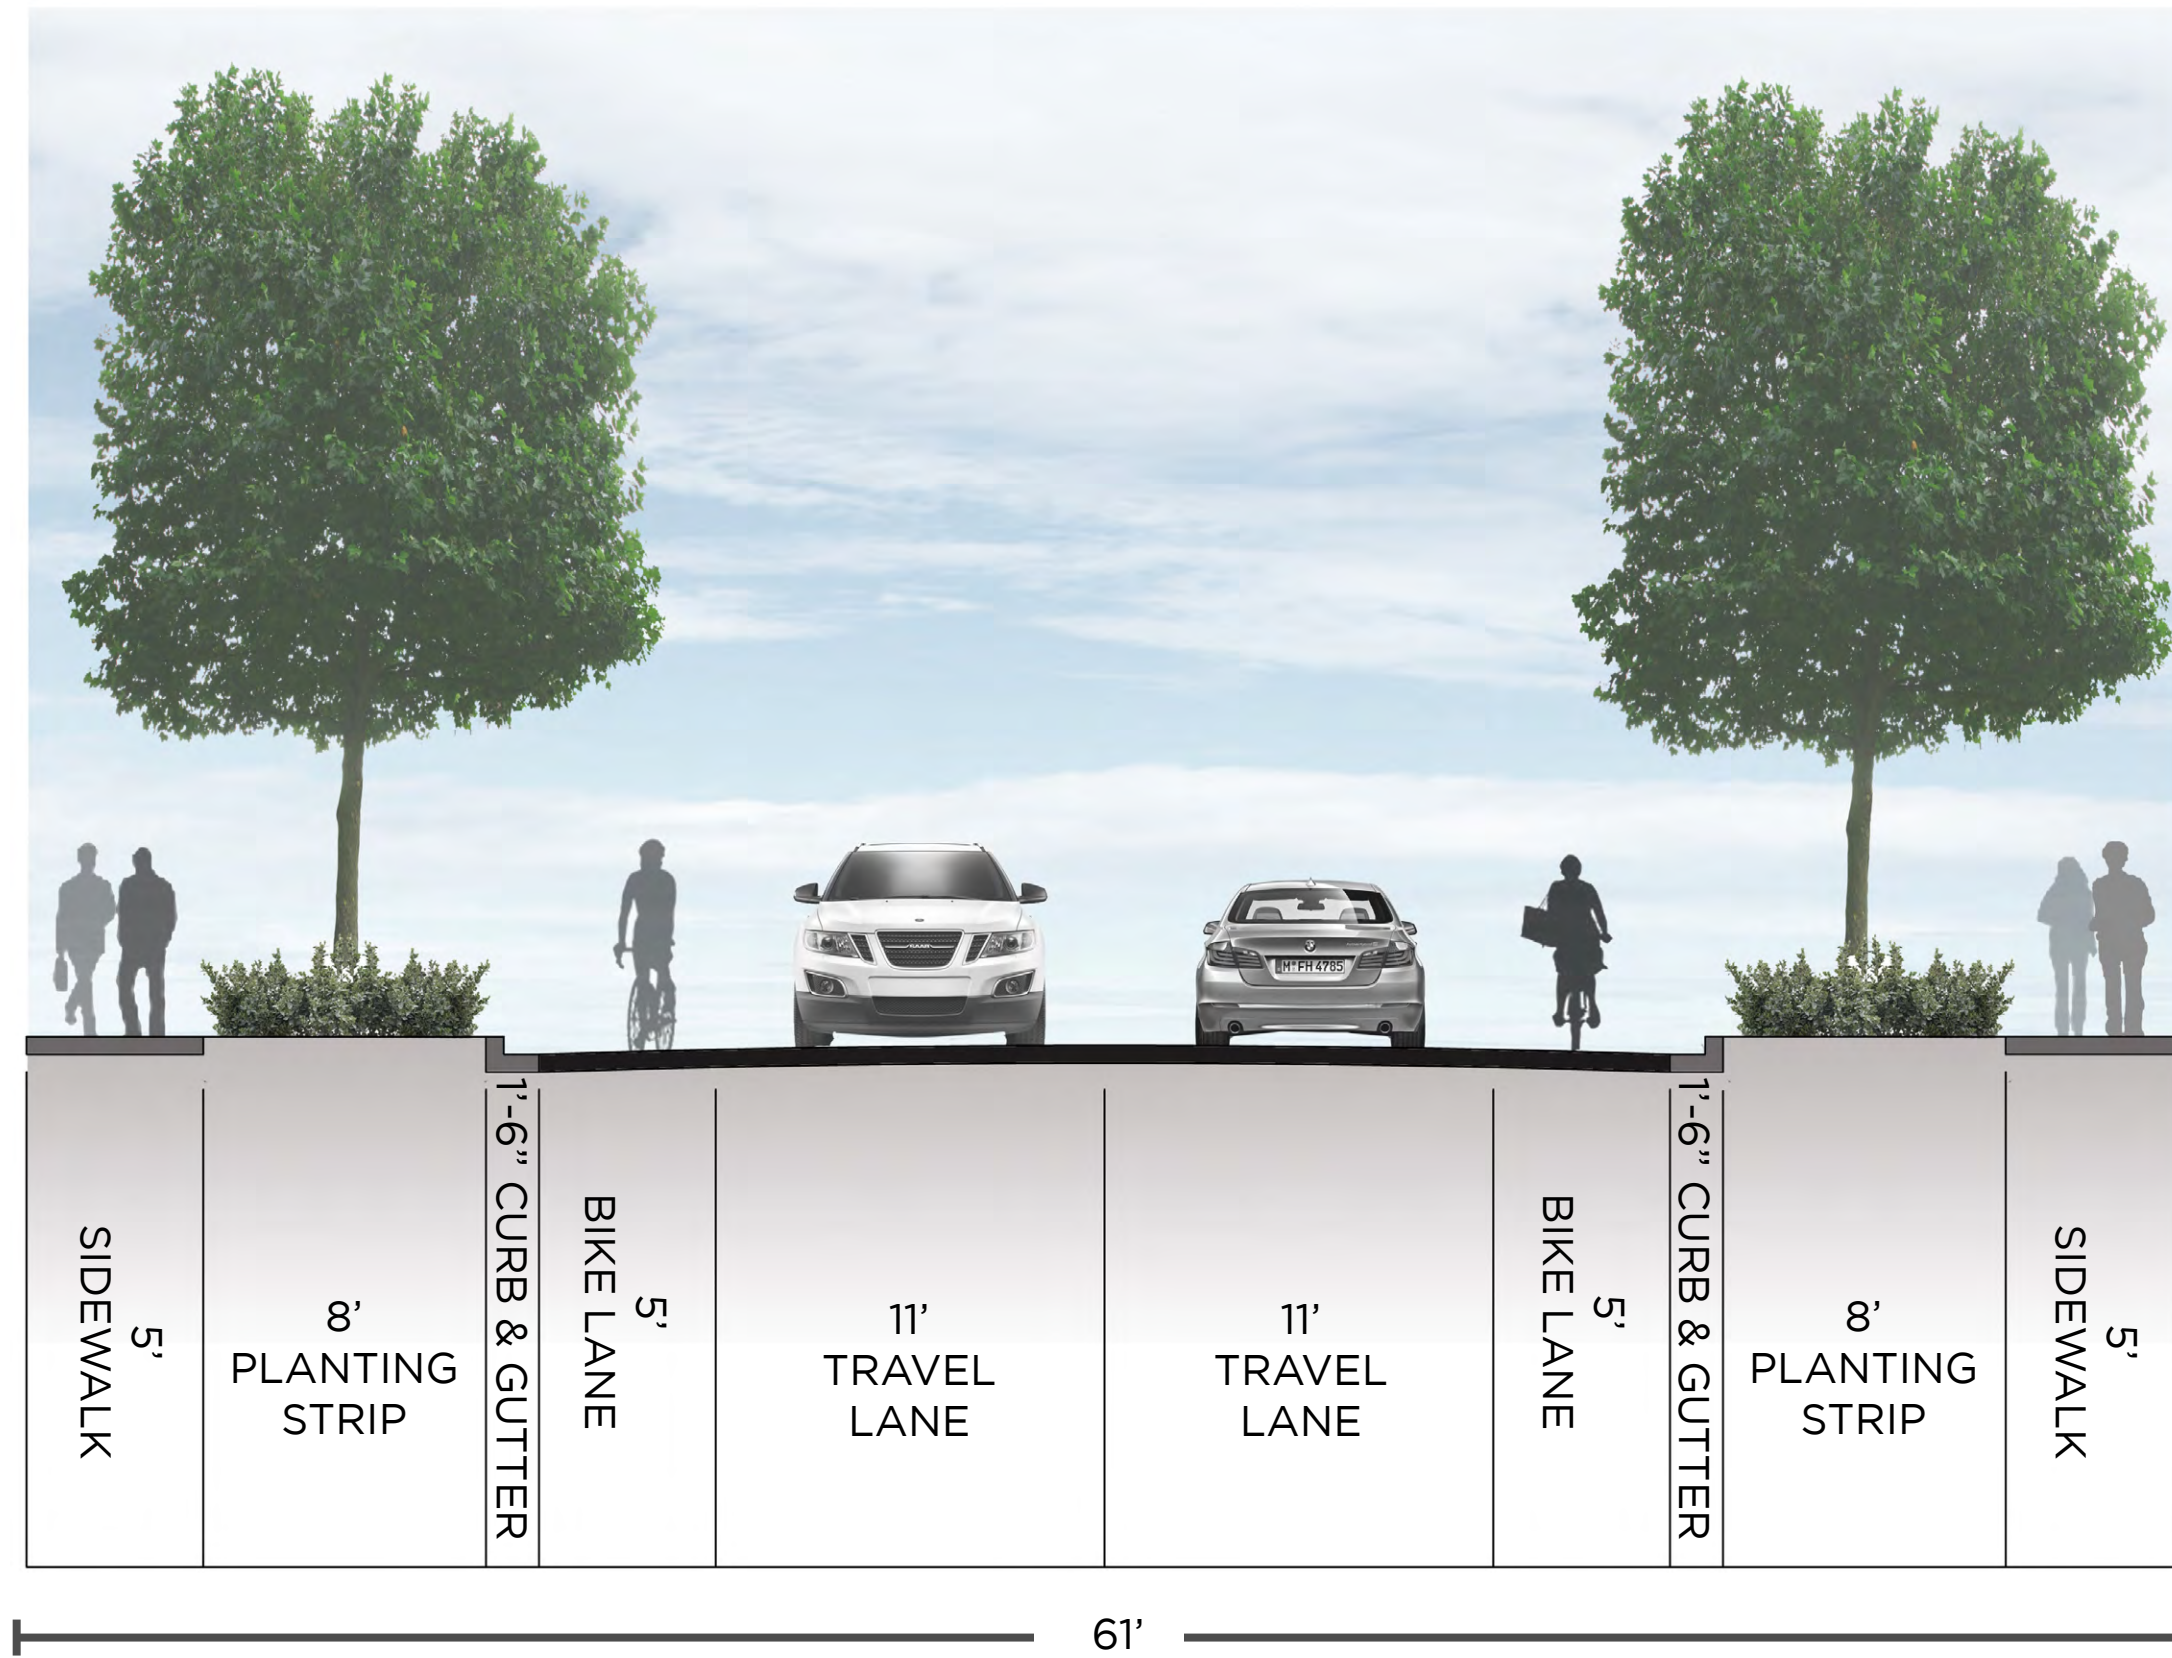 SAAB
M FH 4785
5’
SIDEWALK
8’
PLANTING
STRIP
1’-6” CURB & GUTTER
5’
BIKE LANE
11’
TRAVEL
LANE
11’
TRAVEL
LANE
5’
BIKE LANE
1’-6” CURB & GUTTER
8’
PLANTING
STRIP
5’
SIDEWALK
61’